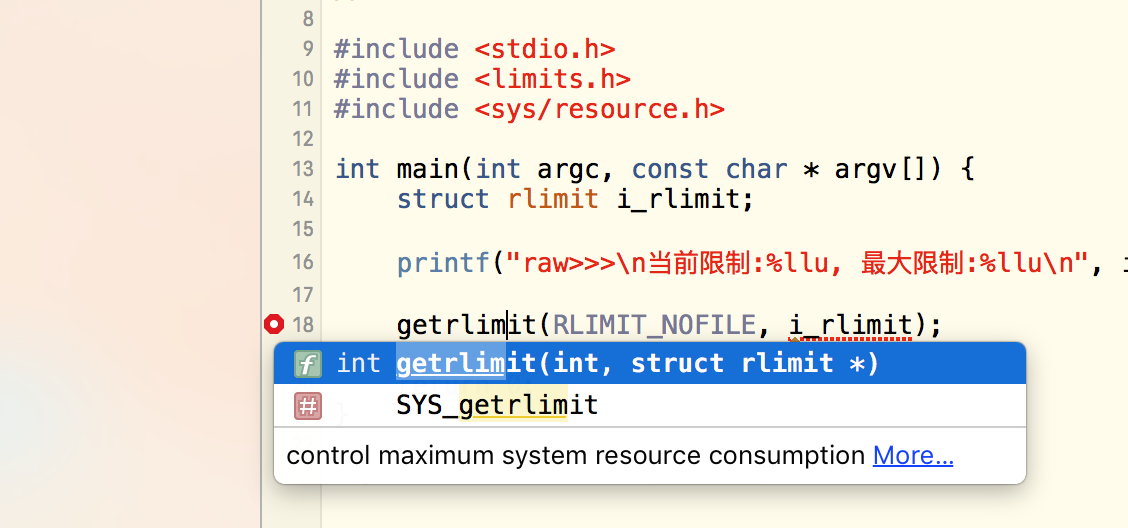 8
9 #include <stdio.h>
10 #include <limits.h>
11 #include <sys/resource.h>
12
13 int main(int argc, const char * argv[]) {
14 struct rlimit i_rlimit;
15
16 printf("raw>>>\n当前限制:%llu, 最大限制:%llu\n",
17
18 getrlimit(RLIMIT_NOFILE, i_rlimit);
f int getrlimit(int, struct rlimit *)
# SYS_getrlimit
control maximum system resource consumption More...